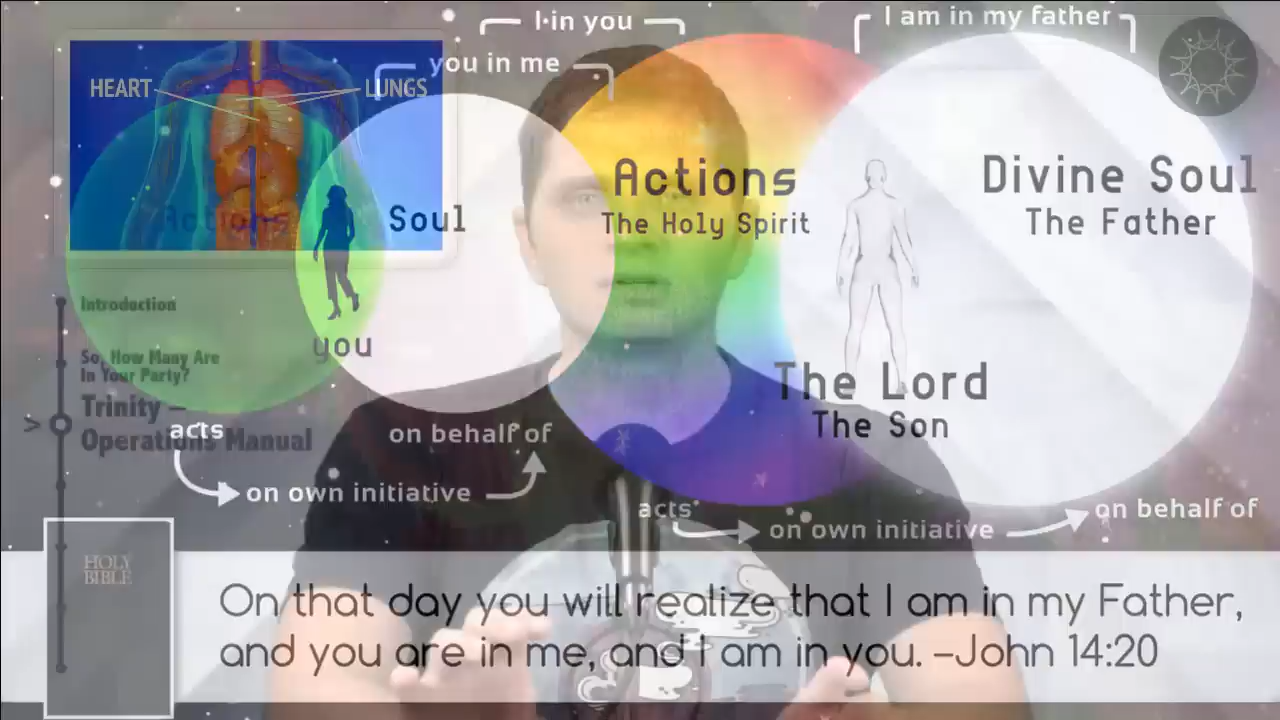 I in you
I am in my father
you in me
HEART
LUNGS
Actions
Divine Soul
The Holy Spirit
The Father
Actions
Soul
Introduction
you
So, How Many Are
In Your Party?
The Lord
The Son
Trinity –
Operations Manual
>
acts
on behalf of
on own initiative
acts
on own initiative
on behalf of
HOLY
BIBLE
On that day you will realize that I am in my Father,
and you are in me, and I am in you. –John 14:20